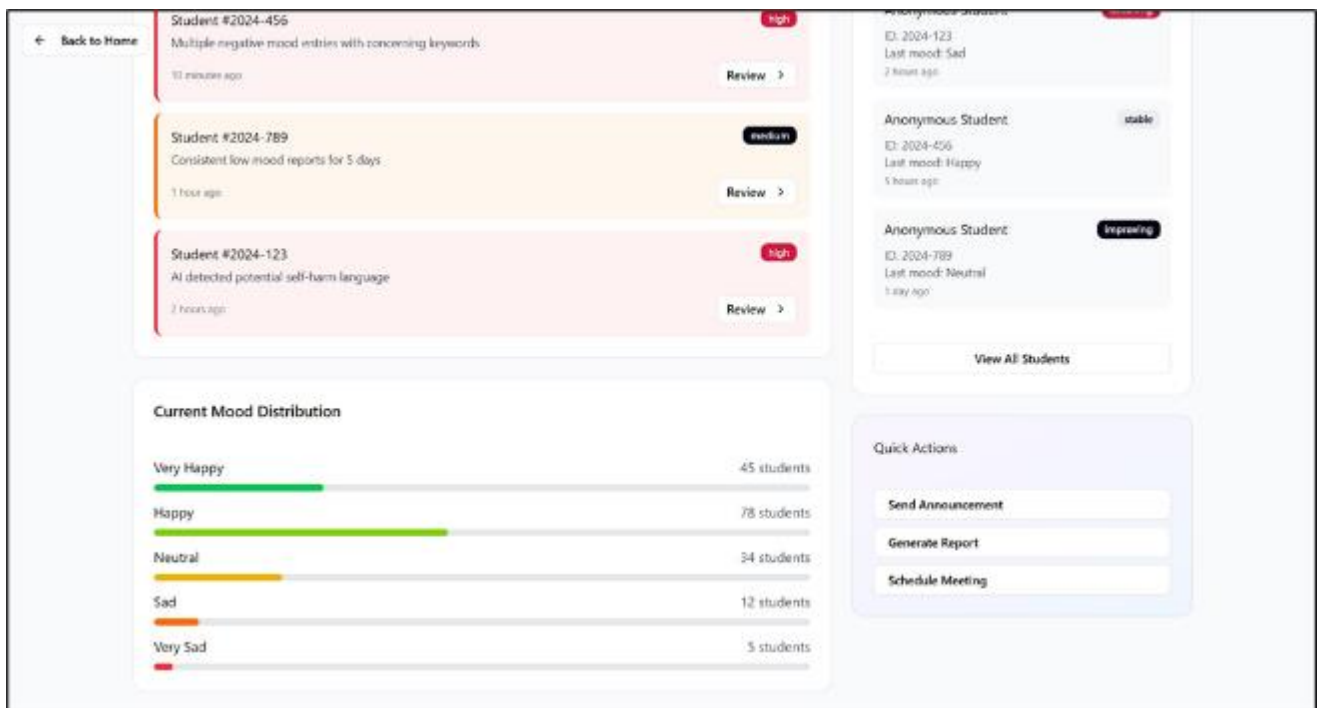 ← Back to Home
Student #2024-456
high
Multiple negative mood entries with concerning keywords
10 minutes ago
Review >
Student #2024-789
medium
Consistent low mood reports for 5 days
1 hour ago
Review >
Student #2024-123
high
AI detected potential self-harm language
2 hours ago
Review >
Current Mood Distribution
Very Happy
45 students
Happy
78 students
Neutral
34 students
Sad
12 students
Very Sad
5 students
Anonymous Student
ID: 2024-123
Last mood: Sad
2 hours ago
Anonymous Student
stable
ID: 2024-456
Last mood: Happy
5 hours ago
Anonymous Student
improving
ID: 2024-789
Last mood: Neutral
1 day ago
View All Students
Quick Actions
Send Announcement
Generate Report
Schedule Meeting